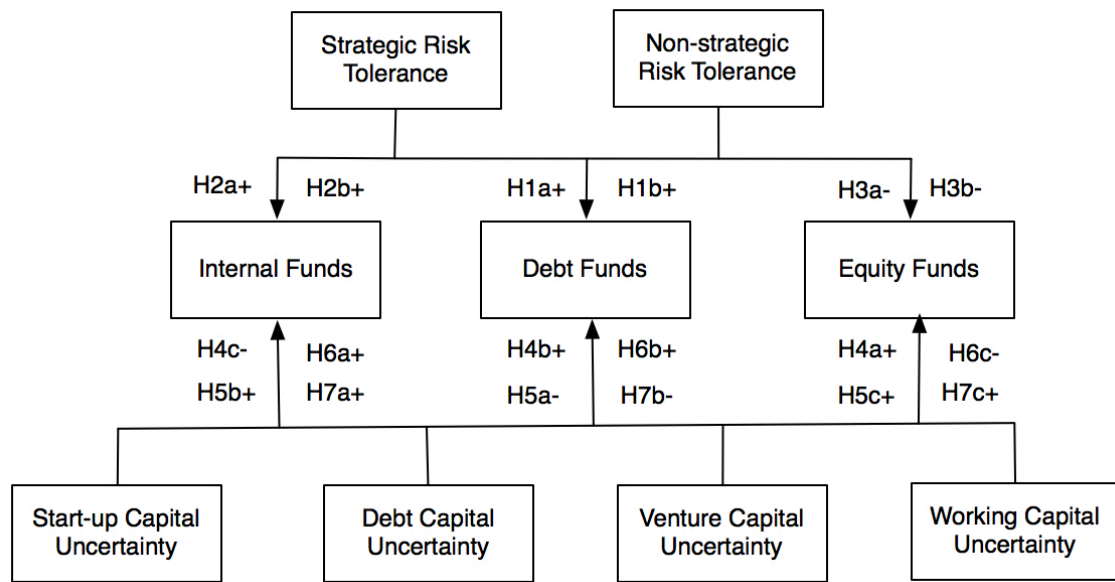 Strategic Risk
Tolerance
Non-strategic
Risk Tolerance
H2a+ H2b+ H1a+ H1b+ H3a- H3b-
Internal Funds
Debt Funds
Equity Funds
H4c- H6a+ H4b+ H6b+ H4a+ H6c-
H5b+ H7a+ H5a- H7b- H5c+ H7c+
Start-up Capital
Uncertainty
Debt Capital
Uncertainty
Venture Capital
Uncertainty
Working Capital
Uncertainty